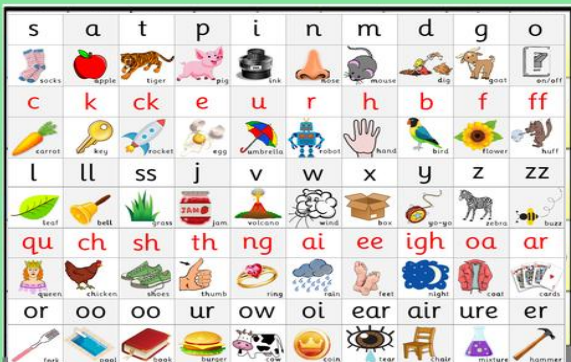 s a t p i n m d g o
socks apple tiger pig ink nose mouse dig goat on/off
c k ck e u r h b f ff
carrot key rocket egg umbrella robot hand bird flower huff
l ll ss j v w x y z zz
leaf bell grass JAM jam volcano wind box yo-yo zebra buzz
qu ch sh th ng ai ee igh oa ar
queen chicken shoes thumb ring rain feet night coat cards
or oo oo ur ow oi ear air ure er
fork pool book burger cow coin tear chair mixture hammer